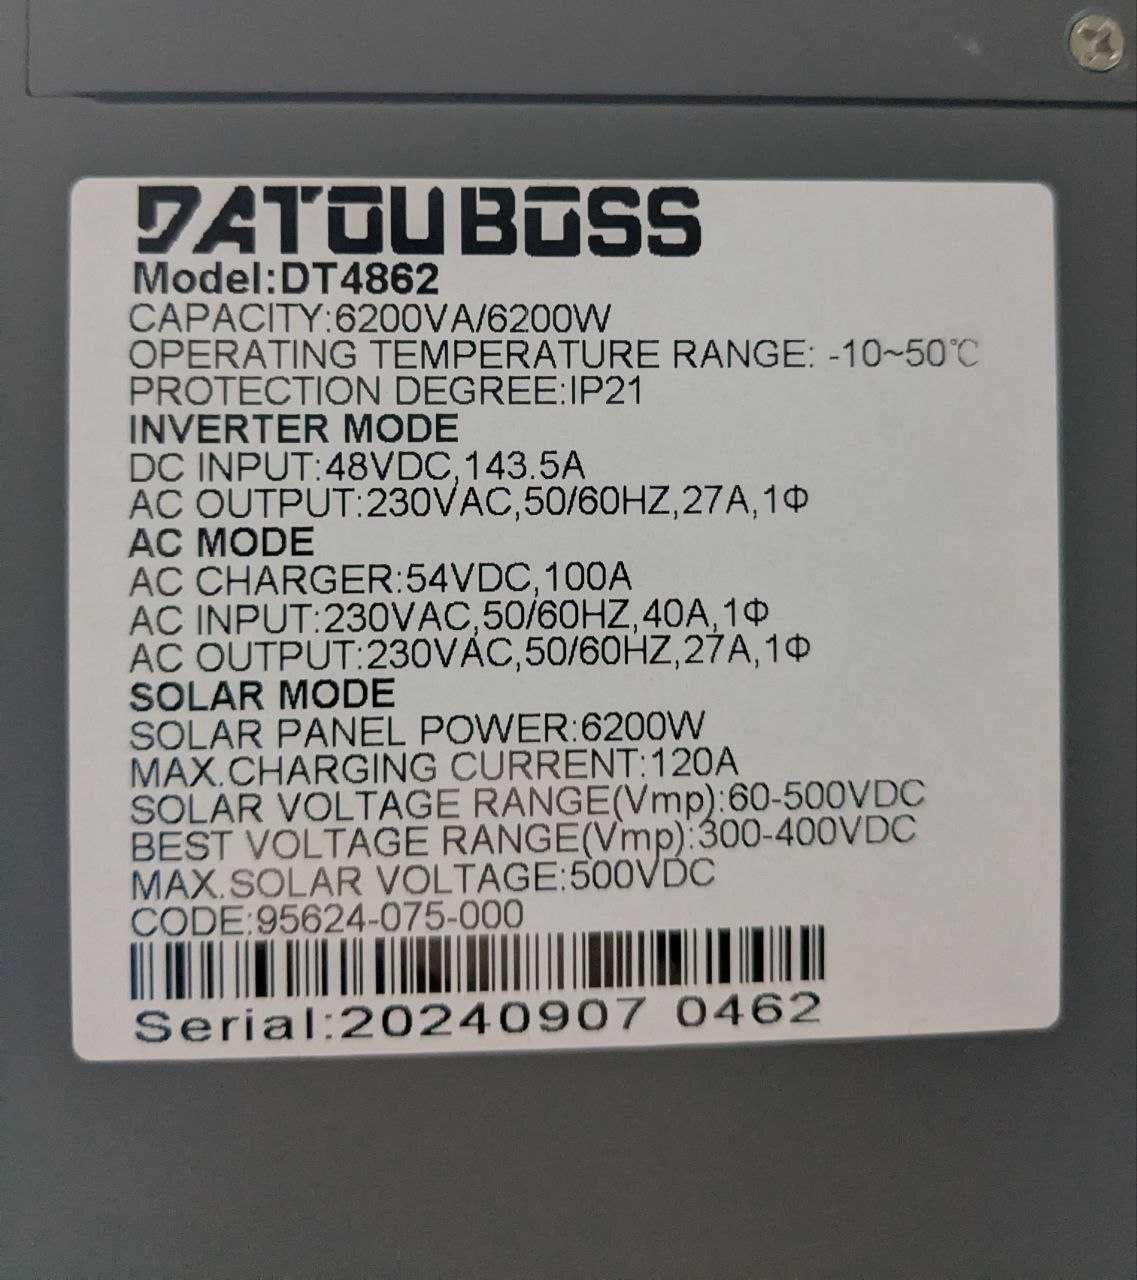 DATOUBOSS
Model:DT4862
CAPACITY:6200VA/6200W
OPERATING TEMPERATURE RANGE: -10~50℃
PROTECTION DEGREE:IP21
INVERTER MODE
DC INPUT:48VDC,143.5A
AC OUTPUT:230VAC,50/60HZ,27A,1Φ
AC MODE
AC CHARGER:54VDC,100A
AC INPUT:230VAC,50/60HZ,40A,1Φ
AC OUTPUT:230VAC,50/60HZ,27A,1Φ
SOLAR MODE
SOLAR PANEL POWER:6200W
MAX.CHARGING CURRENT:120A
SOLAR VOLTAGE RANGE(Vmp):60-500VDC
BEST VOLTAGE RANGE(Vmp):300-400VDC
MAX.SOLAR VOLTAGE:500VDC
CODE:95624-075-000
Serial:20240907 0462